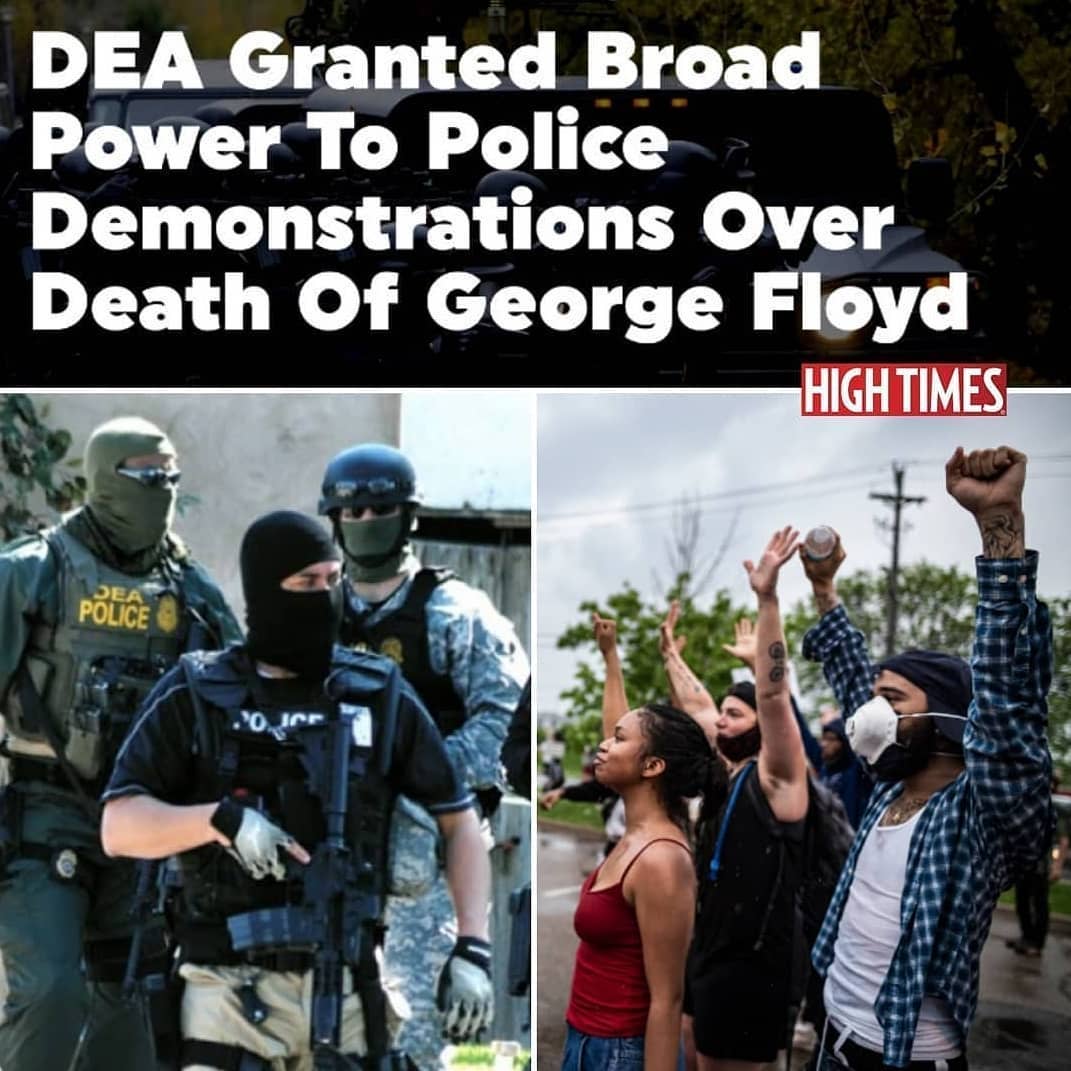 DEA Granted Broad
Power To Police
Demonstrations Over
Death Of George Floyd
HIGH TIMES
DEA
POLICE
POLICE